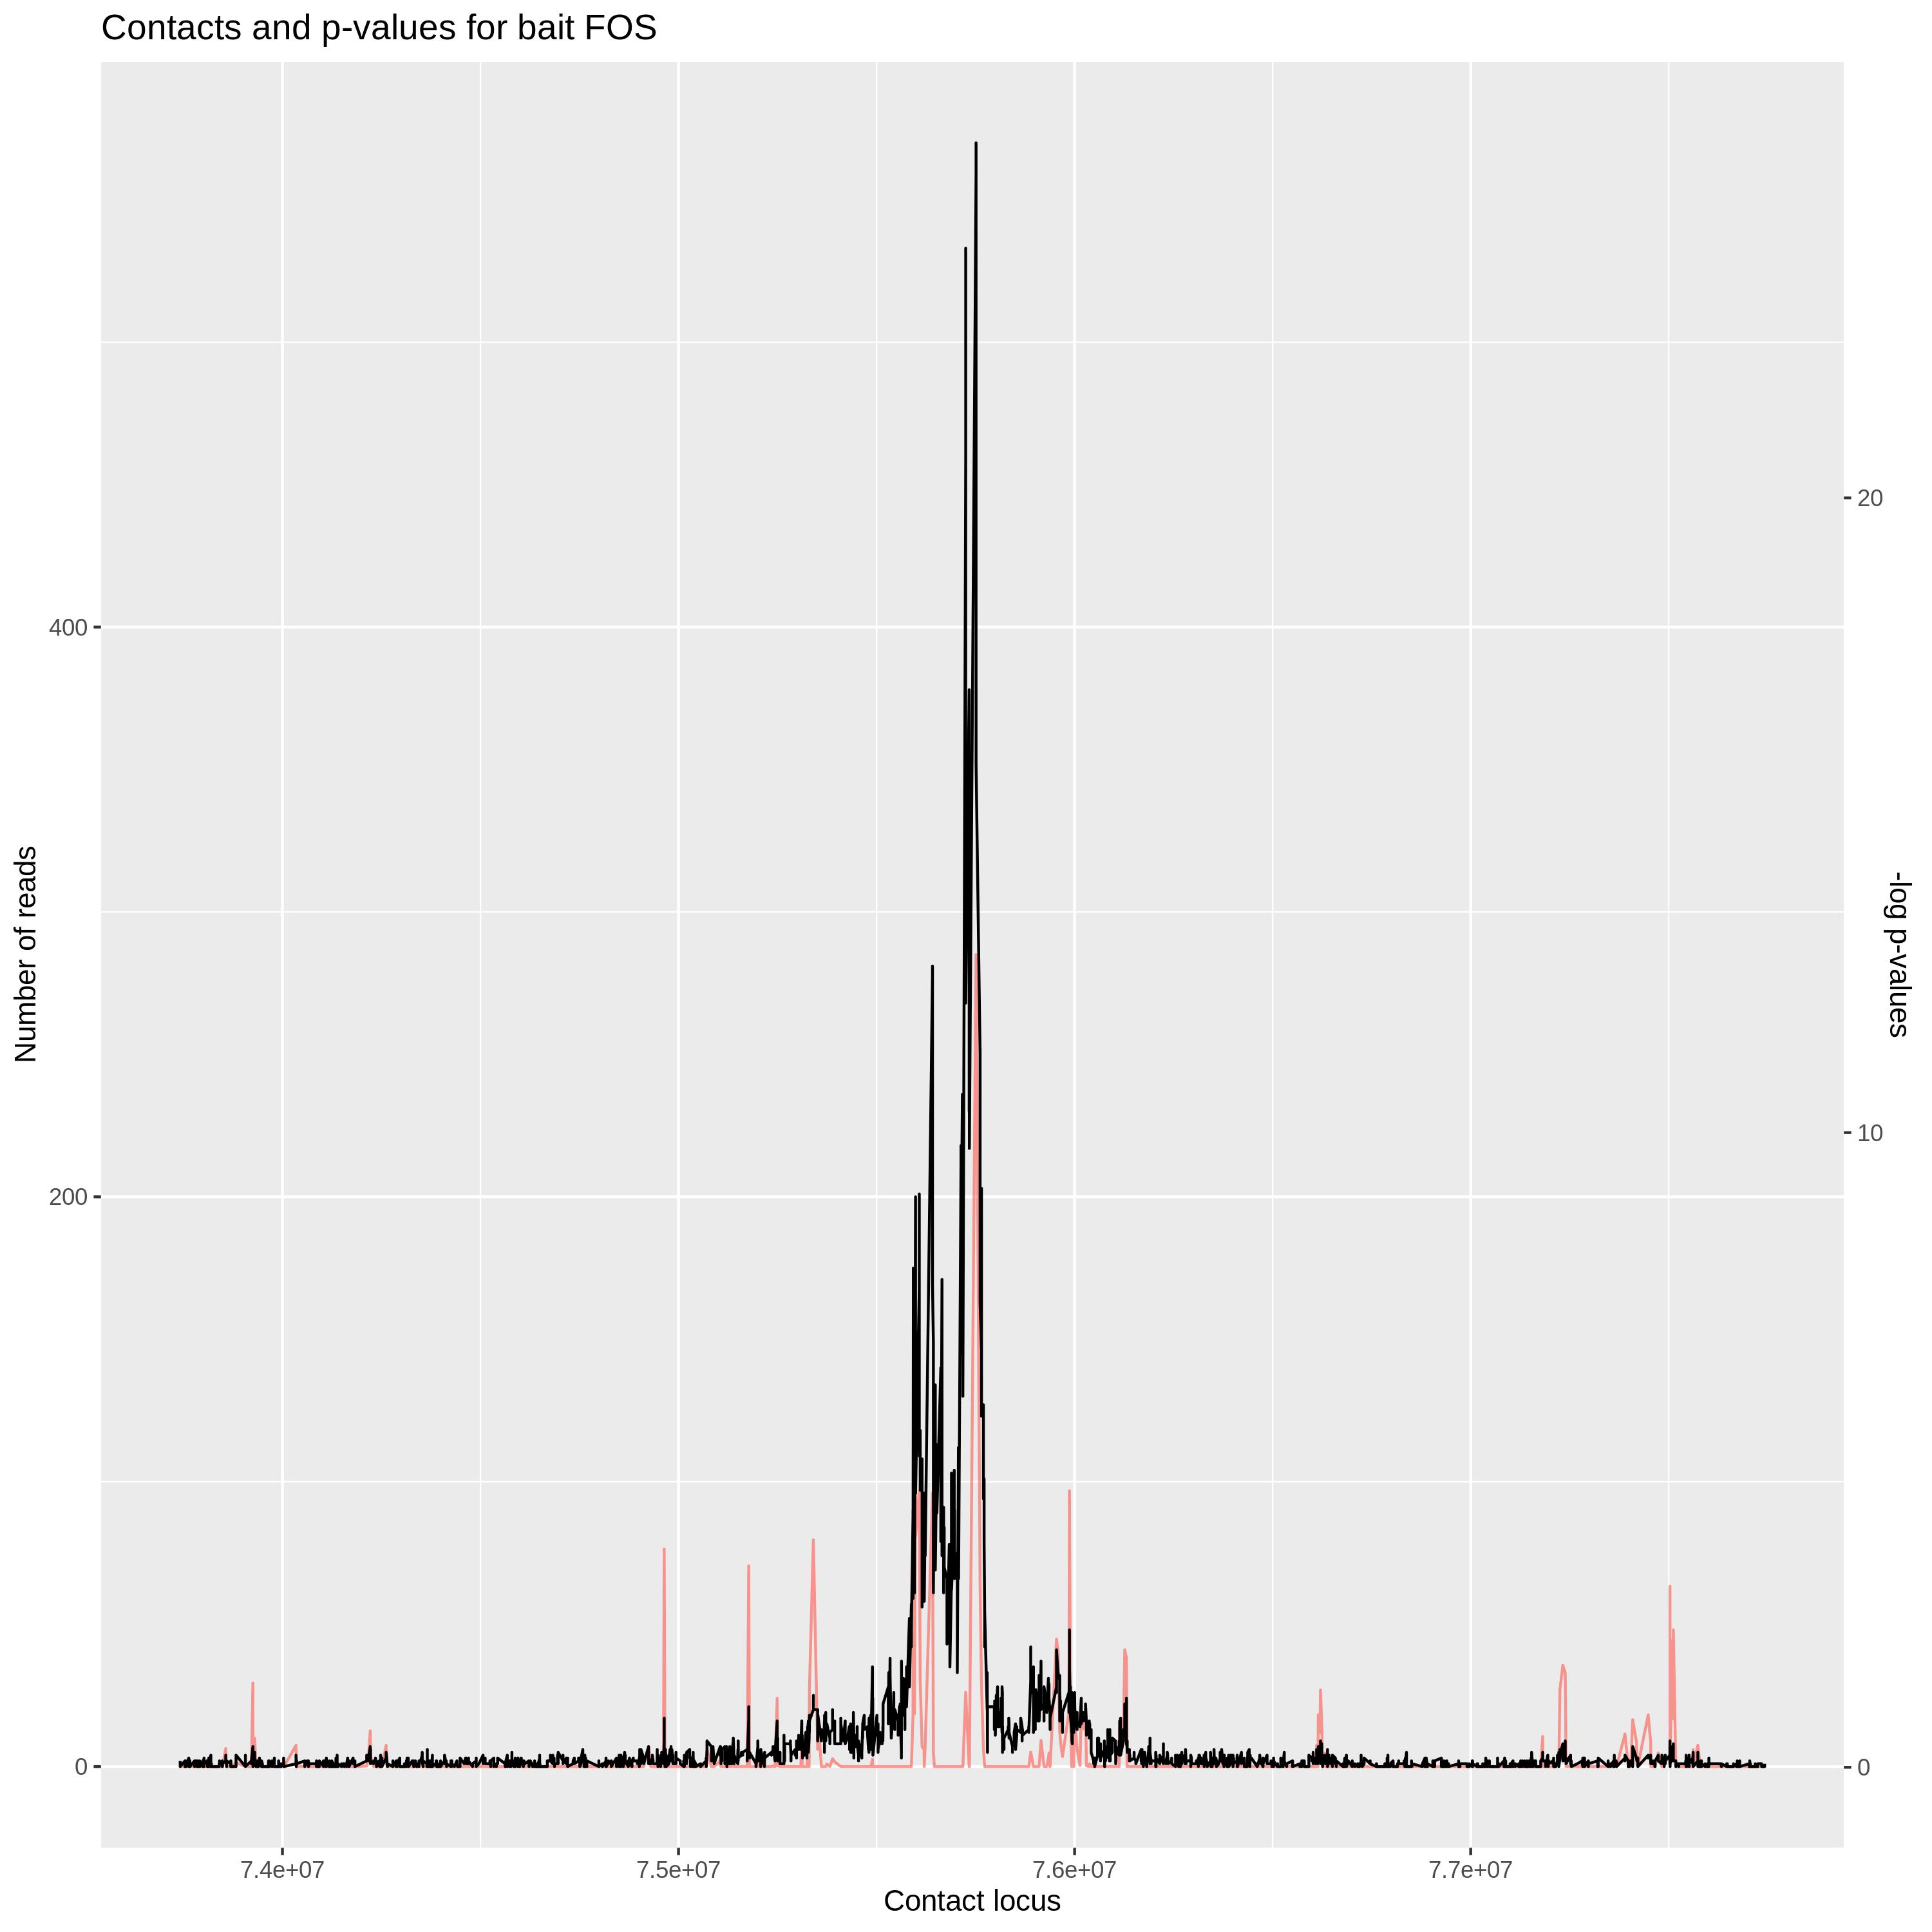 Contacts and p-values for bait FOS
Number of reads
400
200
0
20
10
0
-log p-values
7.4e+07
7.5e+07
7.6e+07
7.7e+07
Contact locus